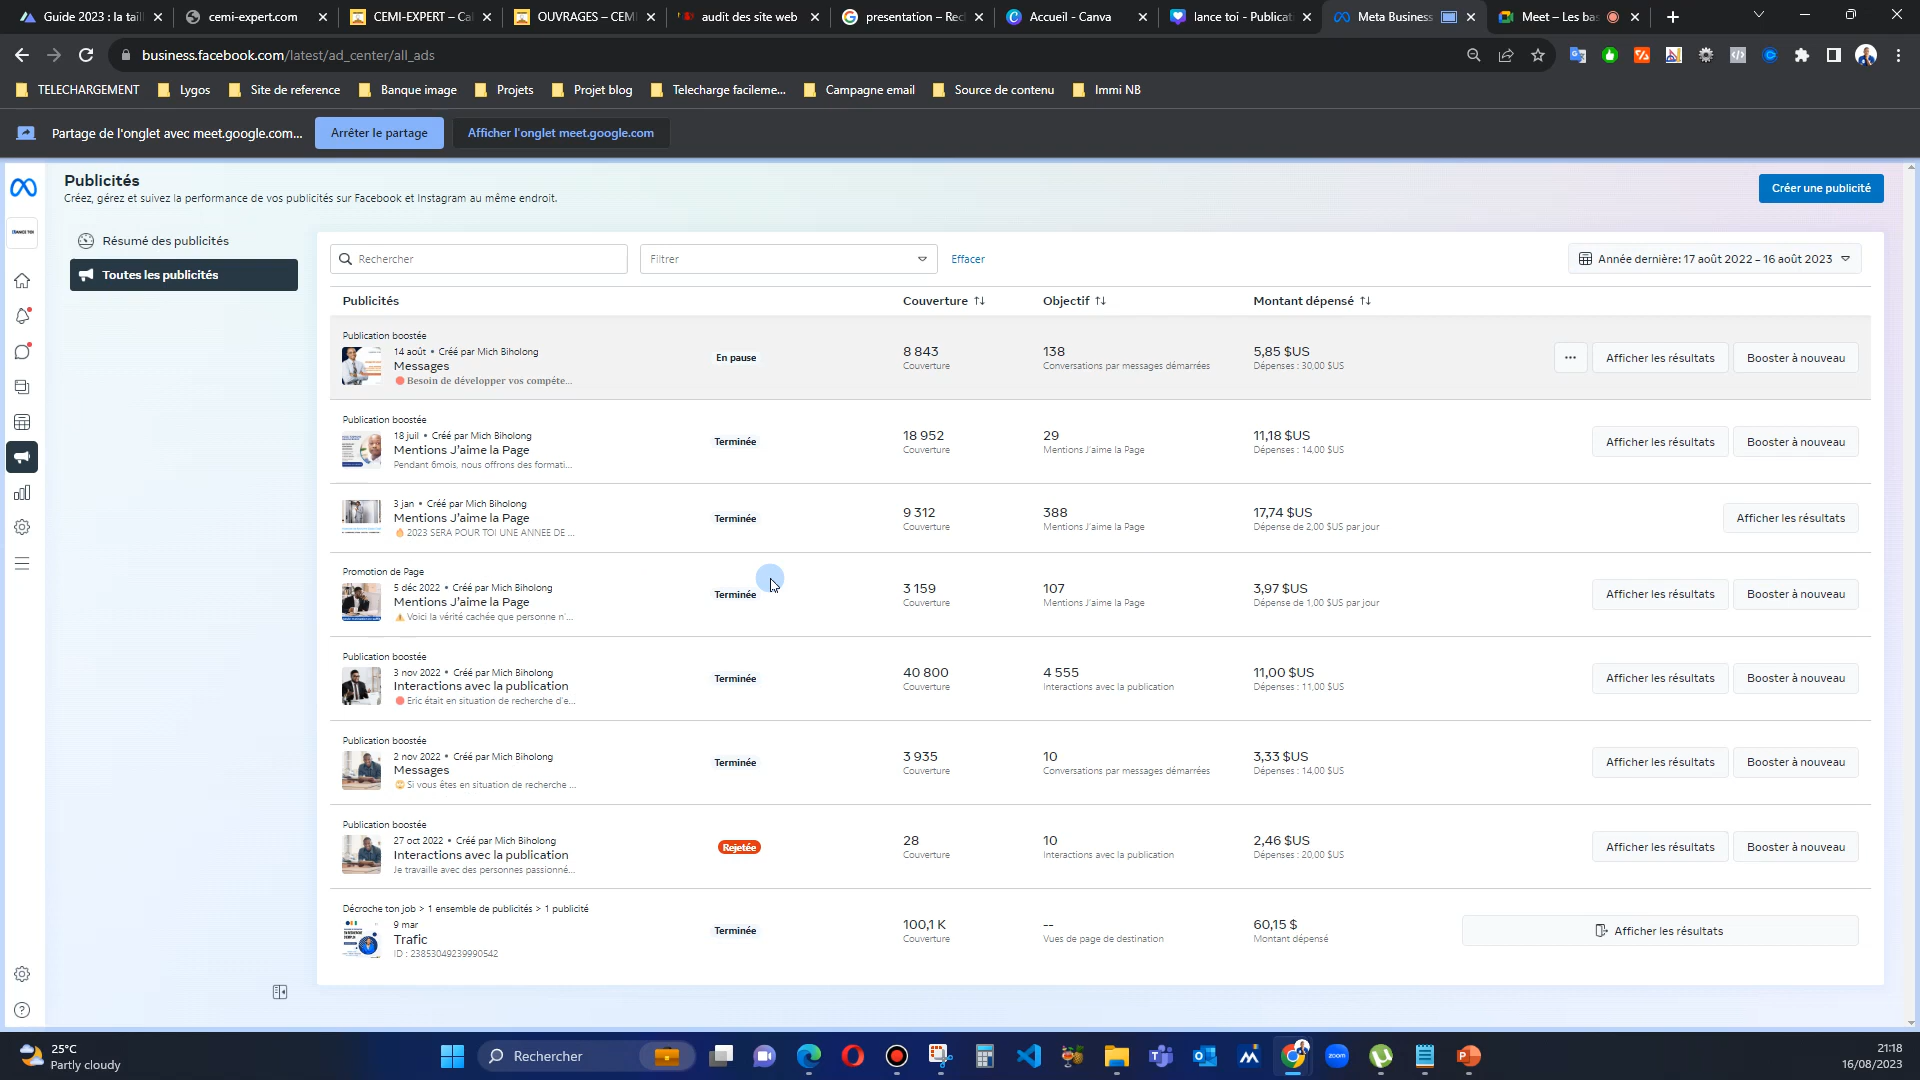 Guide 2023 : la taill
cemi-expert.com
CEMI-EXPERT – Ca
OUVRAGES – CEMI
audit des site web
presentation – Rec
Accueil - Canva
lance toi - Publicat
Meta Business
Meet – Les bas
business.facebook.com/latest/ad_center/all_ads
TELECHARGEMENT
Lygos
Site de reference
Banque image
Projets
Projet blog
Telecharge facileme...
Campagne email
Source de contenu
Immi NB
Partage de l'onglet avec meet.google.com...
Arrêter le partage
Afficher l'onglet meet.google.com
Publicités
Créez, gérez et suivez la performance de vos publicités sur Facebook et Instagram au même endroit.
Créer une publicité
Résumé des publicités
Toutes les publicités
Rechercher
Filtrer
Effacer
Année dernière: 17 août 2022 – 16 août 2023
Publicités
Couverture
Objectif
Montant dépensé
Publication boostée
14 août • Créé par Mich Biholong
Messages
Besoin de développer vos compéte...
En pause
8 843
Couverture
138
Conversations par messages démarrées
5,85 $US
Dépenses : 30,00 $US
...
Afficher les résultats
Booster à nouveau
Publication boostée
18 juil • Créé par Mich Biholong
Mentions J'aime la Page
Pendant 6mois, nous offrons des formati...
Terminée
18 952
Couverture
29
Mentions J'aime la Page
11,18 $US
Dépenses : 14,00 $US
Afficher les résultats
Booster à nouveau
3 jan • Créé par Mich Biholong
Mentions J'aime la Page
2023 SERA POUR TOI UNE ANNEE DE ...
Terminée
9 312
Couverture
388
Mentions J'aime la Page
17,74 $US
Dépense de 2,00 $US par jour
Afficher les résultats
Promotion de Page
5 déc 2022 • Créé par Mich Biholong
Mentions J'aime la Page
Voici la vérité cachée que personne n'...
Terminée
3 159
Couverture
107
Mentions J'aime la Page
3,97 $US
Dépense de 1,00 $US par jour
Afficher les résultats
Booster à nouveau
Publication boostée
3 nov 2022 • Créé par Mich Biholong
Interactions avec la publication
Eric était en situation de recherche d'e...
Terminée
40 800
Couverture
4 555
Interactions avec la publication
11,00 $US
Dépenses : 11,00 $US
Afficher les résultats
Booster à nouveau
Publication boostée
2 nov 2022 • Créé par Mich Biholong
Messages
Si vous êtes en situation de recherche ...
Terminée
3 935
Couverture
10
Conversations par messages démarrées
3,33 $US
Dépenses : 14,00 $US
Afficher les résultats
Booster à nouveau
Publication boostée
27 oct 2022 • Créé par Mich Biholong
Interactions avec la publication
Je travaille avec des personnes passionné...
Rejetée
28
Couverture
10
Interactions avec la publication
2,46 $US
Dépenses : 20,00 $US
Afficher les résultats
Booster à nouveau
Décroche ton job > 1 ensemble de publicités > 1 publicité
9 mar
Trafic
ID : 23853049239990542
Terminée
100,1 K
Couverture
--
Vues de page de destination
60,15 $
Montant dépensé
Afficher les résultats
25°C
Partly cloudy
Rechercher
zoom
21:18
16/08/2023